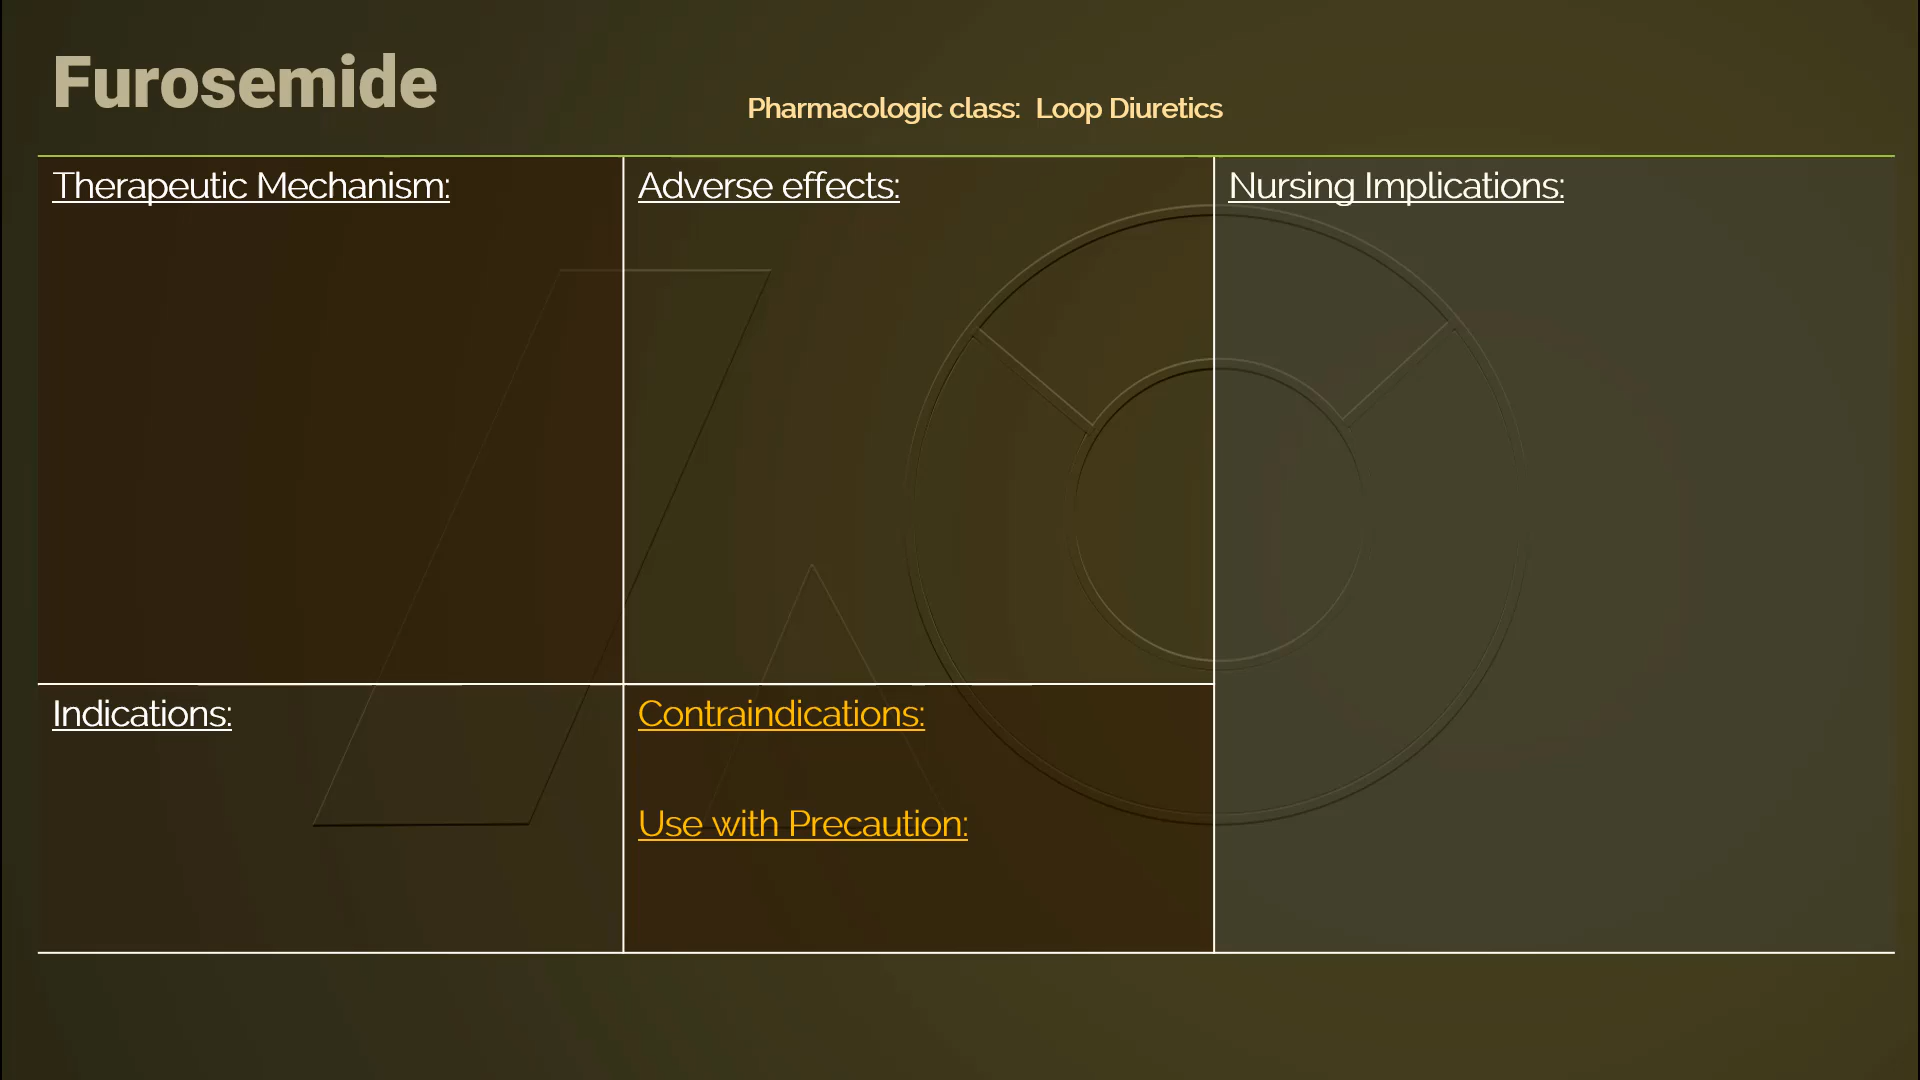 Furosemide
Pharmacologic class:  Loop Diuretics
Therapeutic Mechanism:
Adverse effects:
Nursing Implications:
Indications:
Contraindications:
Use with Precaution: